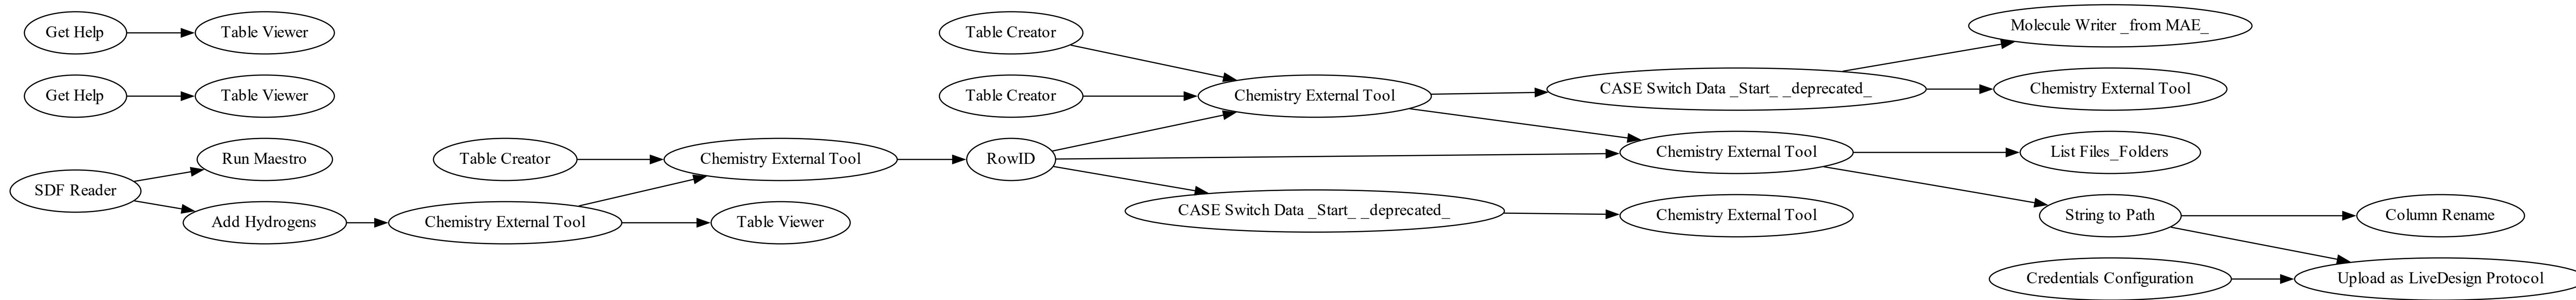 Get Help
Table Viewer
Get Help
Table Viewer
SDF Reader
Run Maestro
Add Hydrogens
Table Creator
Chemistry External Tool
Chemistry External Tool
Table Viewer
Table Creator
Table Creator
RowID
Chemistry External Tool
CASE Switch Data _Start_ _deprecated_
CASE Switch Data _Start_ _deprecated_
Chemistry External Tool
Chemistry External Tool
Molecule Writer _from MAE_
Chemistry External Tool
List Files_Folders
String to Path
Credentials Configuration
Column Rename
Upload as LiveDesign Protocol